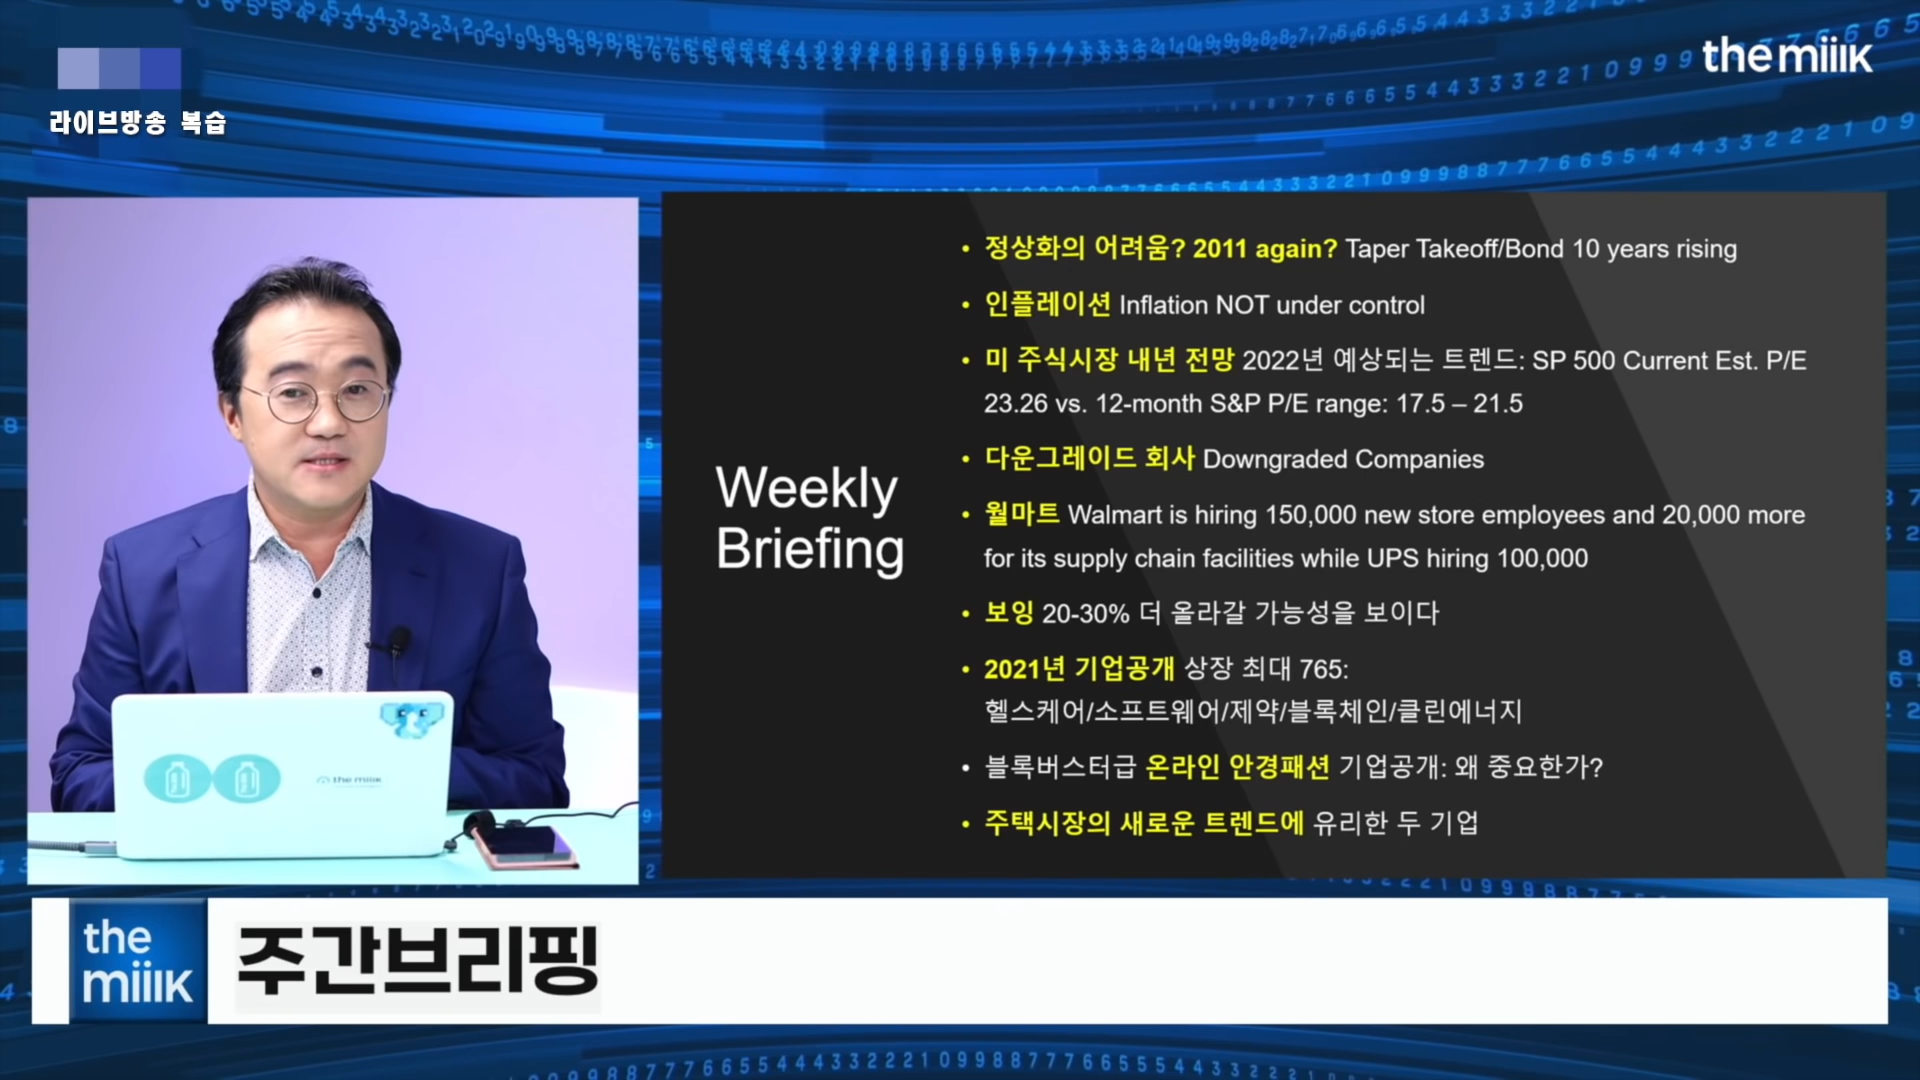 the miiik
라이브방송 복습
Weekly
Briefing
• 정상화의 어려움? 2011 again? Taper Takeoff/Bond 10 years rising
• 인플레이션 Inflation NOT under control
• 미 주식시장 내년 전망 2022년 예상되는 트렌드: SP 500 Current Est. P/E
23.26 vs. 12-month S&P P/E range: 17.5 – 21.5
• 다운그레이드 회사 Downgraded Companies
• 월마트 Walmart is hiring 150,000 new store employees and 20,000 more
for its supply chain facilities while UPS hiring 100,000
• 보잉 20-30% 더 올라갈 가능성을 보이다
• 2021년 기업공개 상장 최대 765:
헬스케어/소프트웨어/제약/블록체인/클린에너지
• 블록버스터급 온라인 안경패션 기업공개: 왜 중요한가?
• 주택시장의 새로운 트렌드에 유리한 두 기업
the miiik
the
miiik
주간브리핑